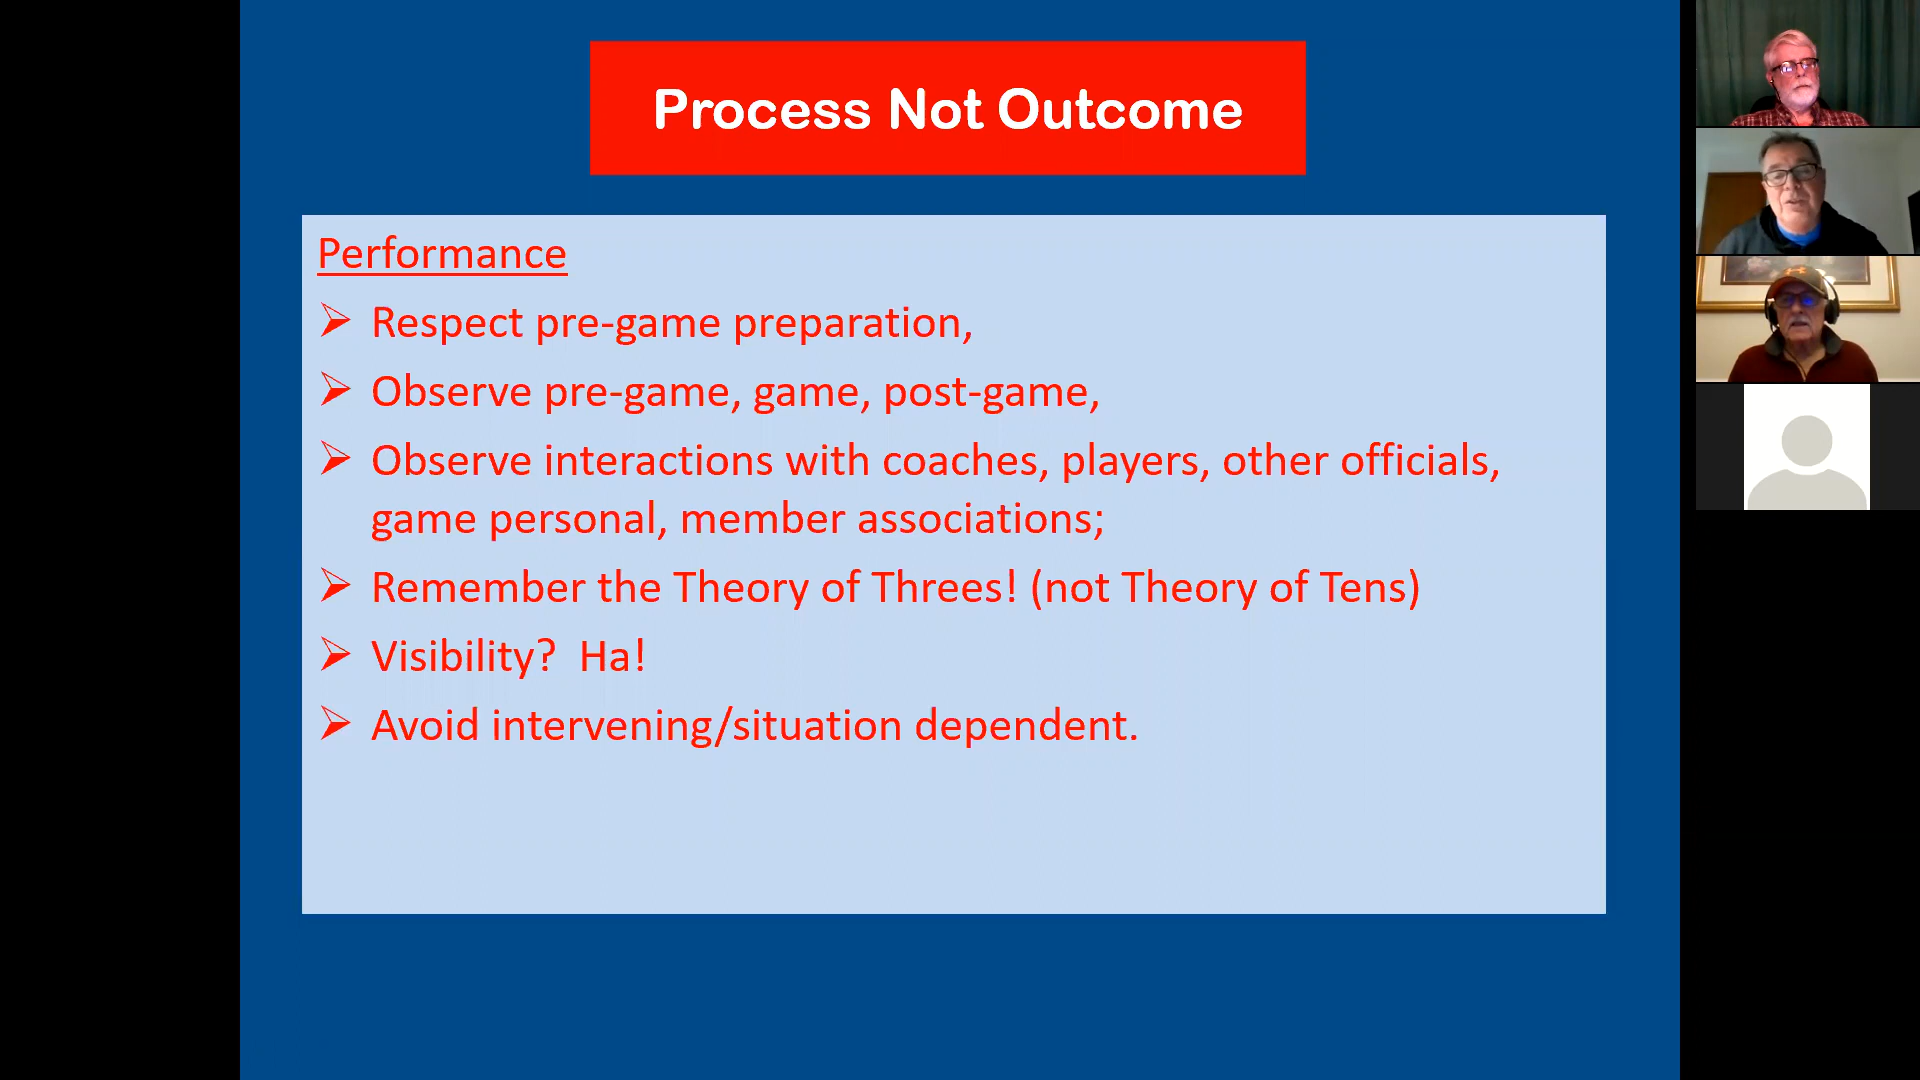 Process Not Outcome
Performance
Respect pre-game preparation,
Observe pre-game, game, post-game,
Observe interactions with coaches, players, other officials,
game personal, member associations;
Remember the Theory of Threes! (not Theory of Tens)
Visibility?  Ha!
Avoid intervening/situation dependent.